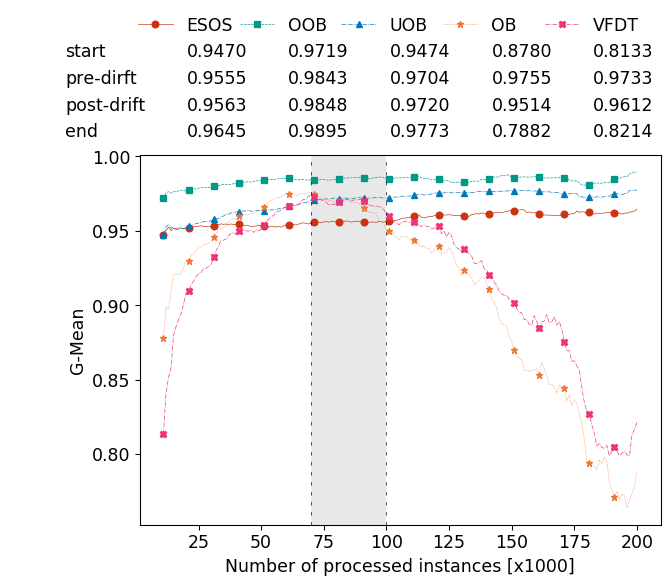 ESOS OOB UOB OB VFDT
start 0.9470 0.9719 0.9474 0.8780 0.8133
pre-dirft 0.9555 0.9843 0.9704 0.9755 0.9733
post-drift 0.9563 0.9848 0.9720 0.9514 0.9612
end 0.9645 0.9895 0.9773 0.7882 0.8214
1.00
0.95
0.90
0.85
0.80
G-Mean
25 50 75 100 125 150 175 200
Number of processed instances [x1000]